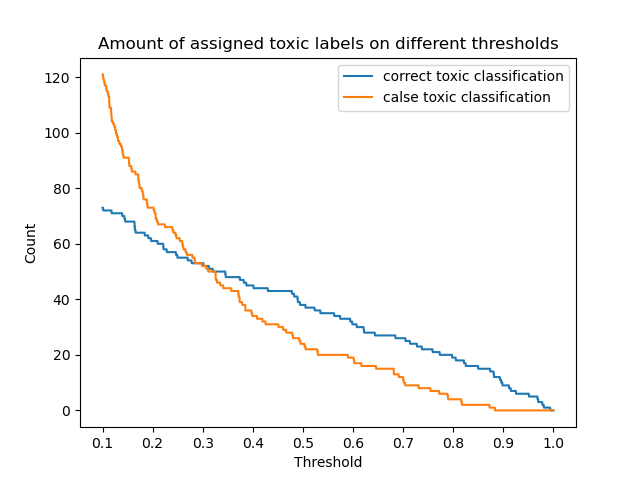 Amount of assigned toxic labels on different thresholds
correct toxic classification
calse toxic classification
120
100
80
60
40
20
0
Count
0.1 0.2 0.3 0.4 0.5 0.6 0.7 0.8 0.9 1.0
Threshold